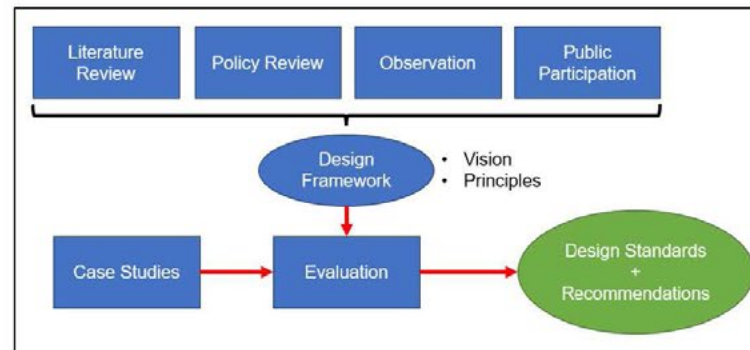 Literature
Review
Policy Review
Observation
Public
Participation
Design
Framework
• Vision
• Principles
Case Studies
Evaluation
Design Standards
+
Recommendations